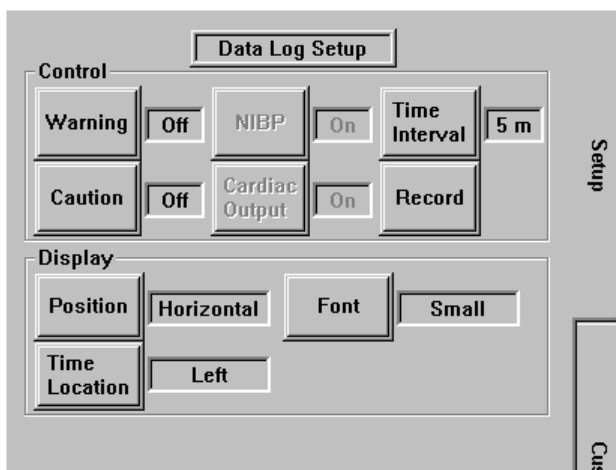 Data Log Setup
Control
Warning Off NIBP On Time Interval 5 m
Caution Off Cardiac Output On Record
Display
Position Horizontal Font Small
Time Location Left
Setup